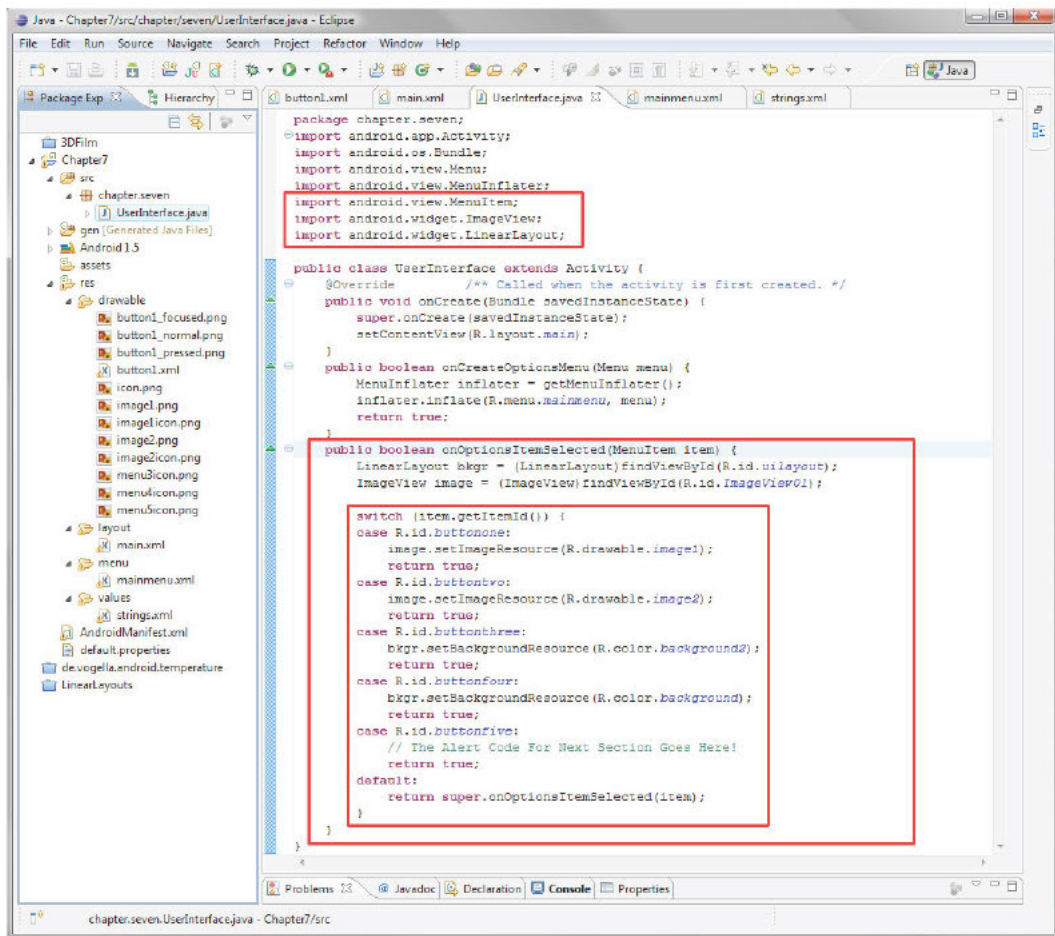 Java - Chapter7/src/chapter/seven/UserInterface.java - Eclipse
File Edit Run Source Navigate Search Project Refactor Window Help
Java
Package Exp
Hierarchy
button1.xml
main.xml
UserInterface.java
mainmenu.xml
strings.xml
3DFilm
Chapter7
src
chapter.seven
UserInterface.java
gen [Generated Java Files]
Android 1.5
assets
res
drawable
button1_focused.png
button1_normal.png
button1_pressed.png
button1.xml
icon.png
image1.png
image1icon.png
image2.png
image2icon.png
menu3icon.png
menu4icon.png
menu5icon.png
layout
main.xml
menu
mainmenu.xml
values
strings.xml
AndroidManifest.xml
default.properties
de.vogella.android.temperature
LinearLayouts
package chapter.seven;
import android.app.Activity;
import android.os.Bundle;
import android.view.Menu;
import android.view.MenuInflater;
import android.view.MenuItem;
import android.widget.ImageView;
import android.widget.LinearLayout;
public class UserInterface extends Activity {
@Override /** Called when the activity is first created. */
public void onCreate(Bundle savedInstanceState) {
super.onCreate(savedInstanceState);
setContentView(R.layout.main);
}
public boolean onCreateOptionsMenu(Menu menu) {
MenuInflater inflater = getMenuInflater();
inflater.inflate(R.menu.mainmenu, menu);
return true;
}
public boolean onOptionsItemSelected(MenuItem item) {
LinearLayout bkgr = (LinearLayout)findViewById(R.id.uilayout);
ImageView image = (ImageView)findViewById(R.id.ImageView01);
switch (item.getItemId()) {
case R.id.buttonone:
image.setImageResource(R.drawable.image1);
return true;
case R.id.buttontwo:
image.setImageResource(R.drawable.image2);
return true;
case R.id.buttonthree:
bkgr.setBackgroundResource(R.color.background2);
return true;
case R.id.buttonfour:
bkgr.setBackgroundResource(R.color.background);
return true;
case R.id.buttonfive:
// The Alert Code For Next Section Goes Here!
return true;
default:
return super.onOptionsItemSelected(item);
}
}
}
Problems @ Javadoc Declaration Console Properties
chapter.seven.UserInterface.java - Chapter7/src